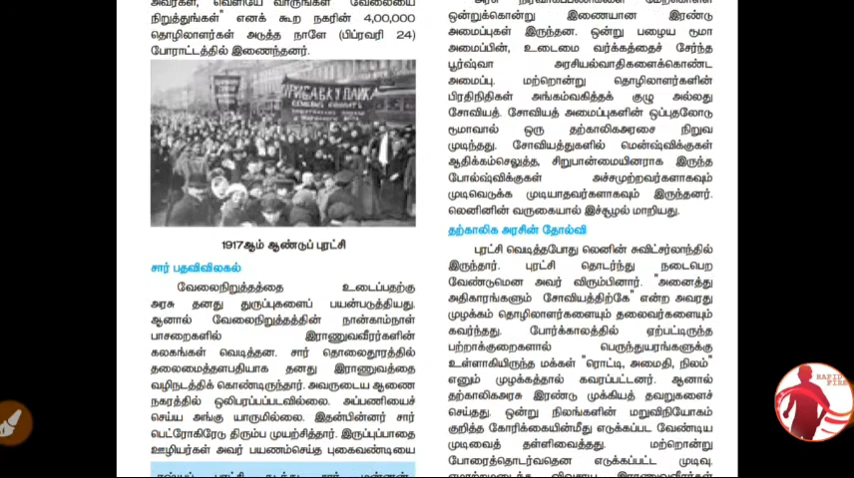 அவர்கள், "வெளியே வாருங்கள் வேலையை
நிறுத்துங்கள்" எனக் கூற நகரின் 4,00,000
தொழிலாளர்கள் அடுத்த நாளே (பிப்ரவரி 24)
போராட்டத்தில் இணைந்தனர்.
1917ஆம் ஆண்டுப் புரட்சி
சார் பதவிவிலகல்
வேலைநிறுத்தத்தை உடைப்பதற்கு
அரசு தனது துருப்புகளைப் பயன்படுத்தியது.
ஆனால் வேலைநிறுத்தத்தின் நான்காம்நாள்
பாசறைகளில் இராணுவவீரர்களின்
கலகங்கள் வெடித்தன. சார் தொலைதூரத்தில்
தலைமைத்தளபதியாக தனது இராணுவத்தை
வழிநடத்திக் கொண்டிருந்தார். அவருடைய ஆணை
நகரத்தில் ஒலிபரப்பப்படவில்லை. அப்பணியைச்
செய்ய அங்கு யாருமில்லை. இதன்பின்னர் சார்
பெட்ரோகிரேடு திரும்ப முயற்சித்தார். இருப்புப்பாதை
ஊழியர்கள் அவர் பயணம்செய்த புகைவண்டியை
ஒன்றுக்கொன்று இணையான இரண்டு
அமைப்புகள் இருந்தன. ஒன்று பழைய டூமா
அமைப்பின், உடைமை வர்க்கத்தைச் சேர்ந்த
பூர்ஷ்வா அரசியல்வாதிகளைக்கொண்ட
அமைப்பு. மற்றொன்று தொழிலாளர்களின்
பிரதிநிதிகள் அங்கம்வகித்தக் குழு அல்லது
சோவியத். சோவியத் அமைப்புகளின் ஒப்புதலோடு
டூமாவால் ஒரு தற்காலிகஅரசை நிறுவ
முடிந்தது. சோவியத்துகளில் மென்ஷ்விக்குகள்
ஆதிக்கம்செலுத்த, சிறுபான்மையினராக இருந்த
போல்ஷ்விக்குகள் அச்சமுற்றவர்களாகவும்
முடிவெடுக்க முடியாதவர்களாகவும் இருந்தனர்.
லெனினின் வருகையால் இச்சூழல் மாறியது.
தற்காலிக அரசின் தோல்வி
புரட்சி வெடித்தபோது லெனின் சுவிட்சர்லாந்தில்
இருந்தார். புரட்சி தொடர்ந்து நடைபெற
வேண்டுமென அவர் விரும்பினார். "அனைத்து
அதிகாரங்களும் சோவியத்திற்கே" என்ற அவரது
முழக்கம் தொழிலாளர்களையும் தலைவர்களையும்
கவர்ந்தது. போர்க்காலத்தில் ஏற்பட்டிருந்த
பற்றாக்குறைகளால் பெருந்துயரங்களுக்கு
உள்ளாகியிருந்த மக்கள் "ரொட்டி, அமைதி, நிலம்"
எனும் முழக்கத்தால் கவரப்பட்டனர். ஆனால்
தற்காலிகஅரசு இரண்டு முக்கியத் தவறுகளைச்
செய்தது. ஒன்று நிலங்களின் மறுவிநியோகம்
குறித்த கோரிக்கையின்மீது எடுக்கப்பட வேண்டிய
முடிவைத் தள்ளிவைத்தது. மற்றொன்று
போரைத்தொடர்வதென எடுக்கப்பட்ட முடிவு.